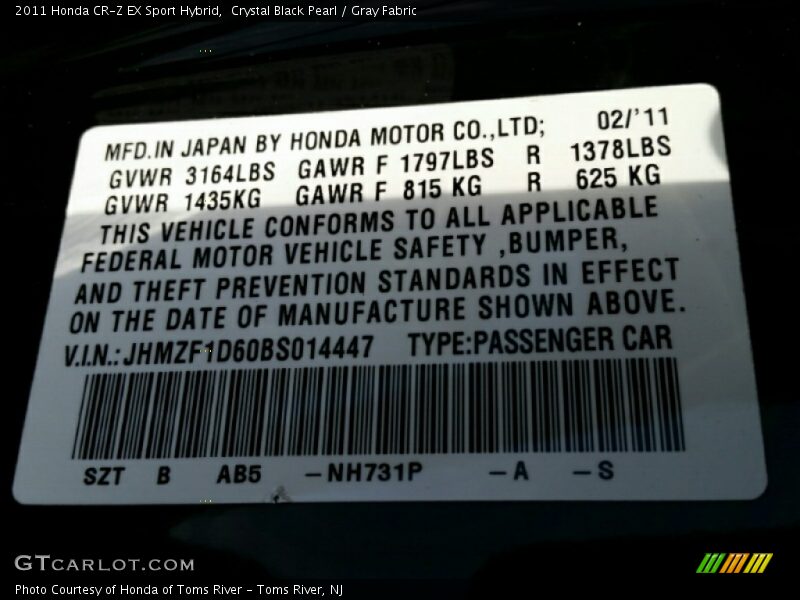 2011 Honda CR-Z EX Sport Hybrid,  Crystal Black Pearl / Gray Fabric
MFD.IN JAPAN BY HONDA MOTOR CO.,LTD; 02/'11
GVWR 3164LBS GAWR F 1797LBS R 1378LBS
GVWR 1435KG GAWR F 815 KG R 625 KG
THIS VEHICLE CONFORMS TO ALL APPLICABLE
FEDERAL MOTOR VEHICLE SAFETY ,BUMPER,
AND THEFT PREVENTION STANDARDS IN EFFECT
ON THE DATE OF MANUFACTURE SHOWN ABOVE.
V.I.N.:JHMZF1D60BS014447 TYPE:PASSENGER CAR
SZT B AB5 -NH731P -A -S
GTCARLOT.COM
Photo Courtesy of Honda of Toms River - Toms River, NJ